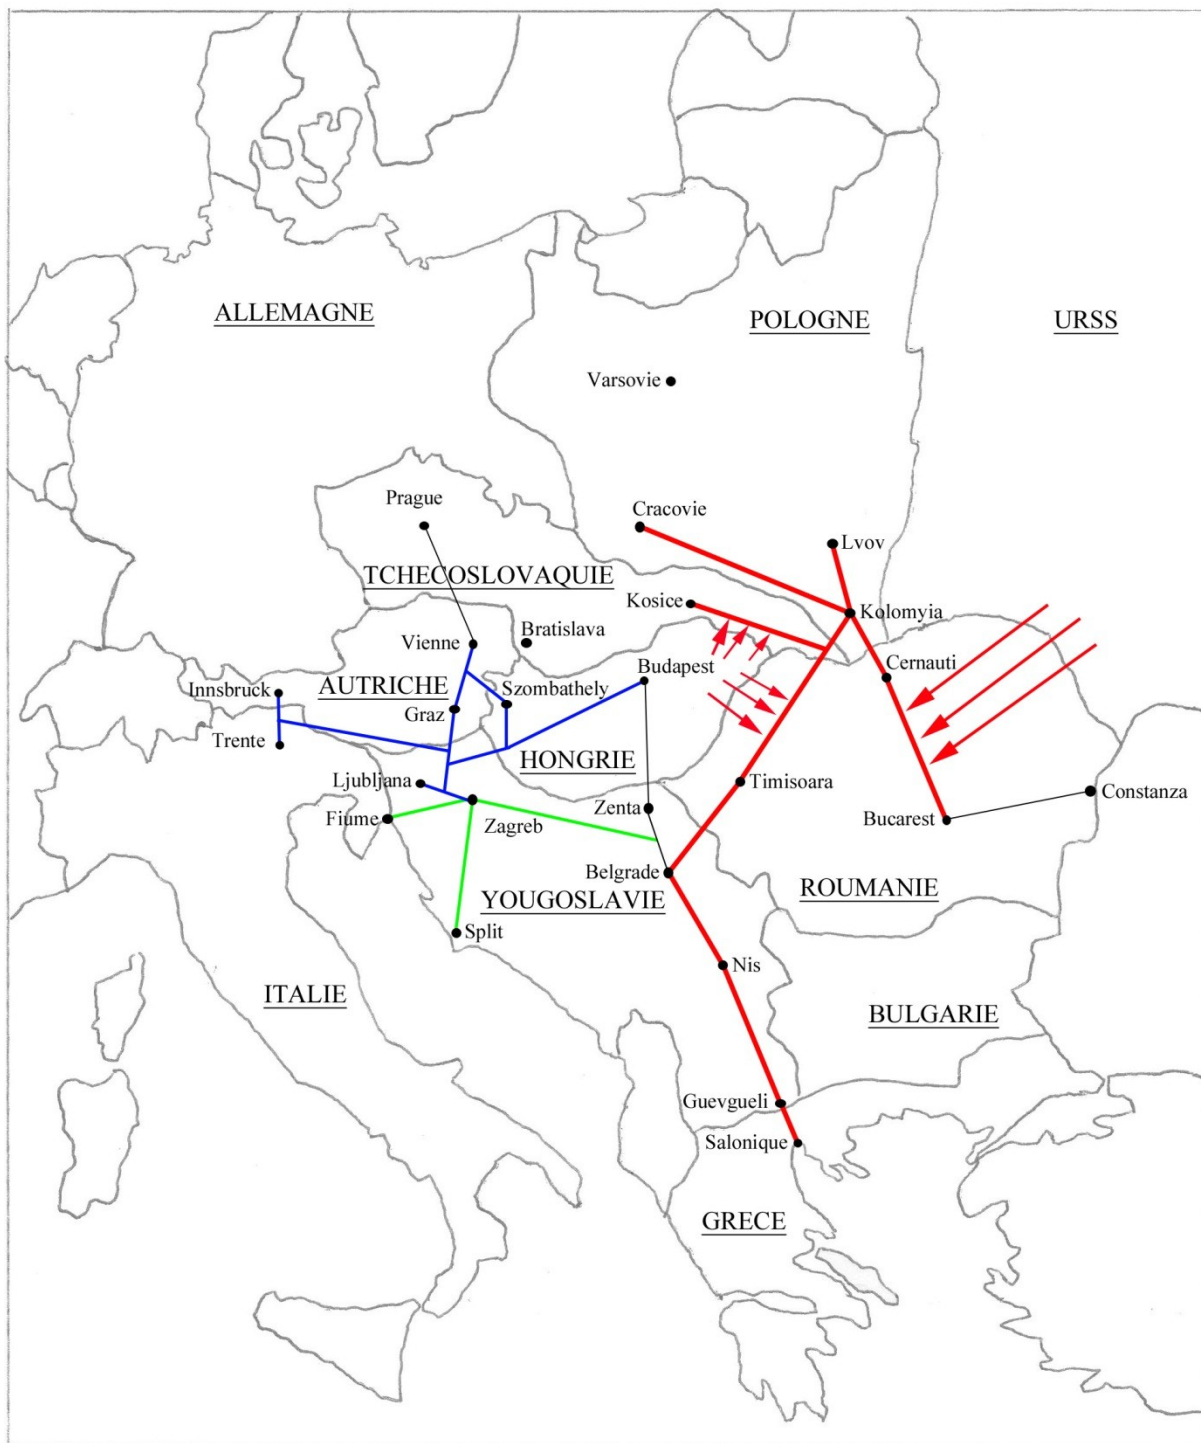 ALLEMAGNE
POLOGNE
URSS
Varsovie
Prague
Cracovie
Lvov
TCHECOSLOVAQUIE
Kosice
Kolomyia
Vienne
Bratislava
Cernauti
Budapest
Innsbruck
AUTRICHE
Szombathely
Graz
Trente
HONGRIE
Ljubljana
Timisoara
Constanza
Fiume
Zagreb
Zenta
Bucarest
Belgrade
ROUMANIE
YOUGOSLAVIE
Split
Nis
ITALIE
BULGARIE
Guevgueli
Salonique
GRECE